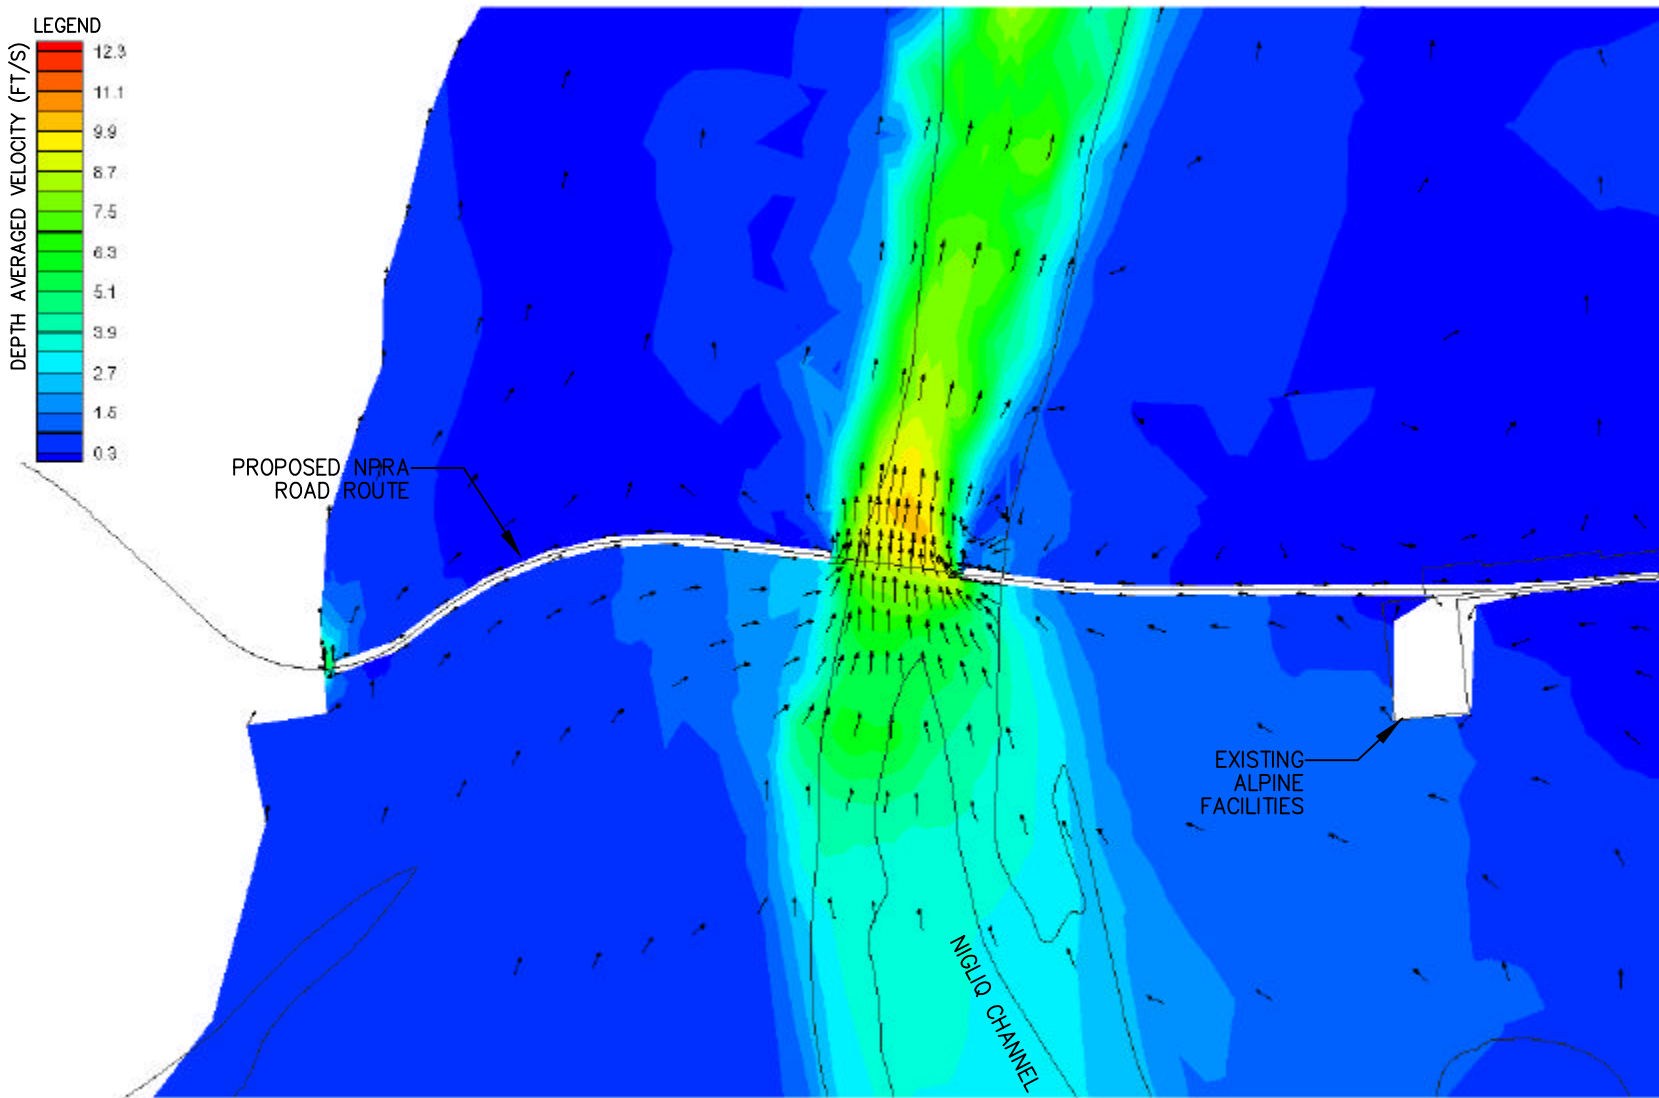 LEGEND
DEPTH AVERAGED VELOCITY (FT/S)
12.3
11.1
9.9
8.7
7.5
6.3
5.1
3.9
2.7
1.5
0.3
PROPOSED NPRA
ROAD ROUTE
EXISTING
ALPINE
FACILITIES
NIGLIQ CHANNEL